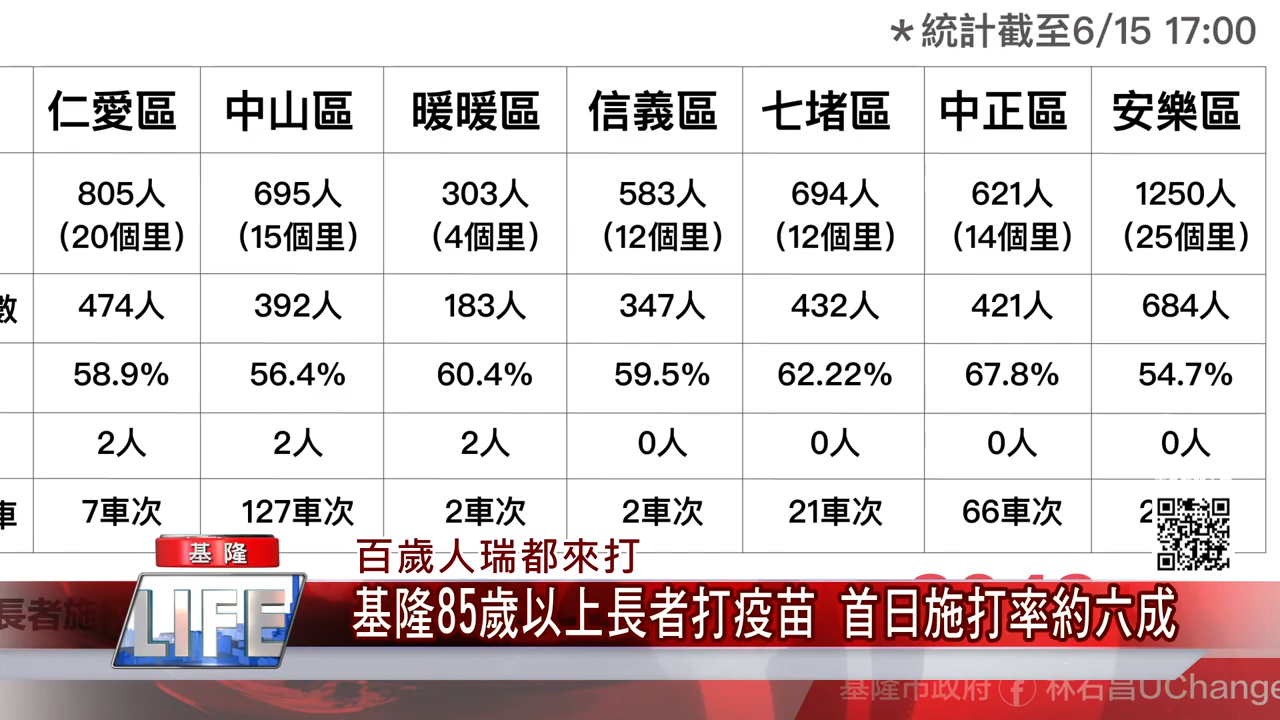 *統計截至6/15 17:00
仁愛區 中山區 暖暖區 信義區 七堵區 中正區 安樂區
805人 695人 303人 583人 694人 621人 1250人
(20個里) (15個里) (4個里) (12個里) (12個里) (14個里) (25個里)
數 474人 392人 183人 347人 432人 421人 684人
58.9% 56.4% 60.4% 59.5% 62.22% 67.8% 54.7%
2人 2人 2人 0人 0人 0人 0人
車 7車次 127車次 2車次 2車次 21車次 66車次
基隆
LIFE
百歲人瑞都來打
基隆85歲以上長者打疫苗 首日施打率約六成
長者施
基隆市政府 林右昌UChange